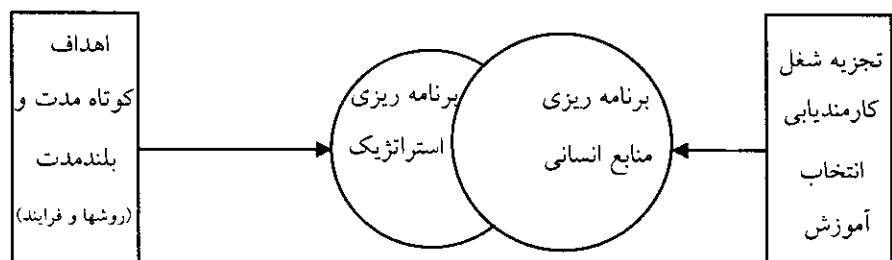 تجزیه شغل
کارمندیابی
انتخاب
آموزش
برنامه ریزی
منابع انسانی
برنامه ریزی
استراتژیک
اهداف
کوتاه مدت و
بلندمدت
(روشها و فرایند)